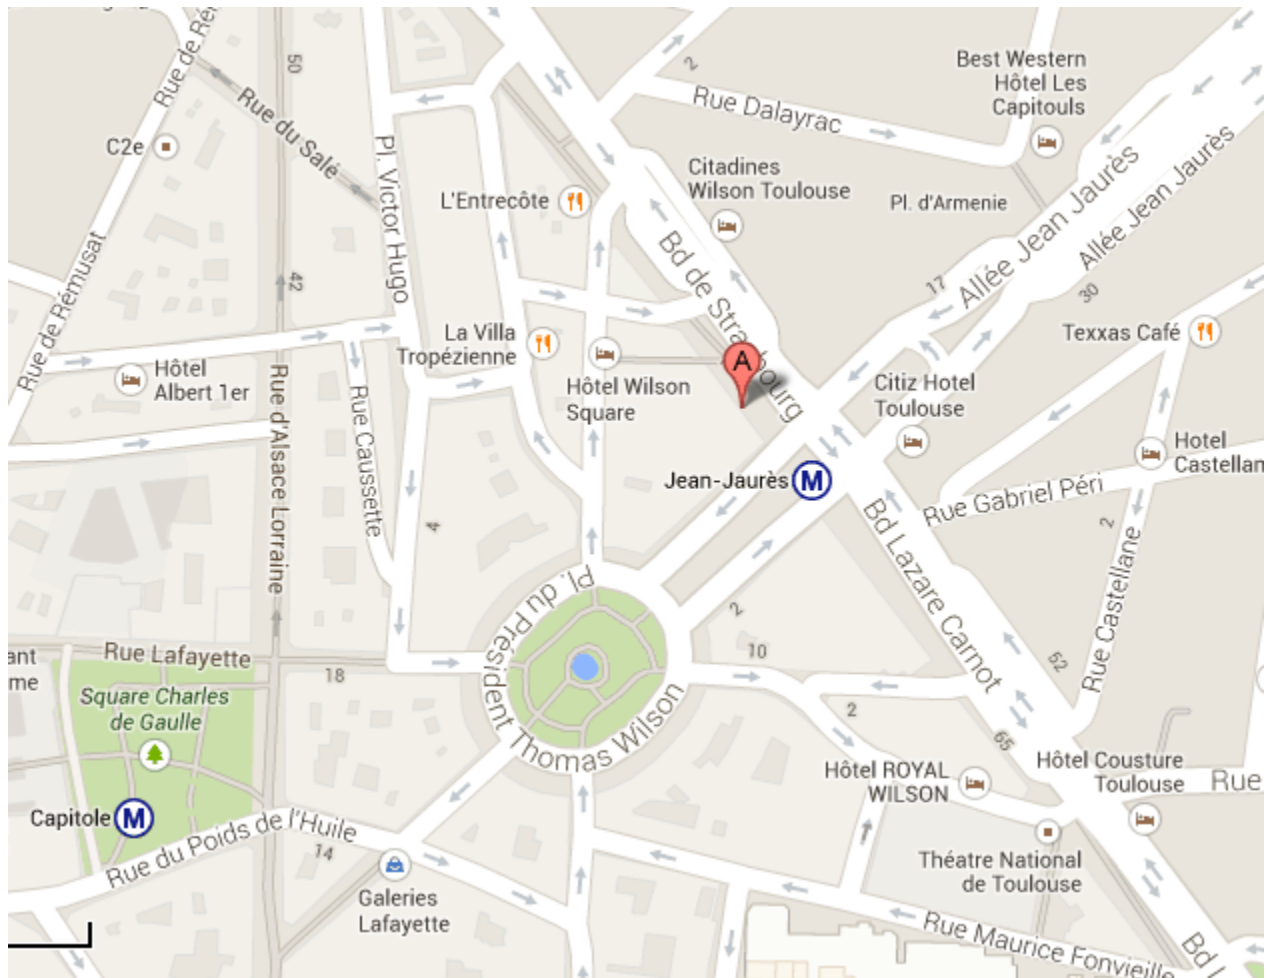 Rue de Ré
50
2
Best Western
Hôtel Les
Capitouls
Rue Dalayrac
Rue du Salé
C2e
Pl. Victor Hugo
Citadines
Wilson Toulouse
L'Entrecôte
Pl. d'Armenie
Allée Jean Jaurès
Allée Jean Jaurès
Rue de Rémusat
42
Bd de Strasbourg
17
30
La Villa
Tropézienne
Texxas Café
A
Hôtel
Albert 1er
Hôtel Wilson
Square
Citiz Hotel
Toulouse
Rue d'Alsace Lorraine
Rue Caussette
Hotel
Castellan
Jean-Jaurès
M
Rue Gabriel Péri
4
2
Bd Lazare Carnot
Rue Castellane
Pl. du Président Thomas Wilson
2
10
ant
me
Rue Lafayette
18
52
Square Charles
de Gaulle
2
65
Hôtel ROYAL
WILSON
Hôtel Cousture
Toulouse
Rue
Capitole
M
Rue du Poids de l'Huile
14
Galeries
Lafayette
Théatre National
de Toulouse
Rue Maurice Fonvieille
Bd